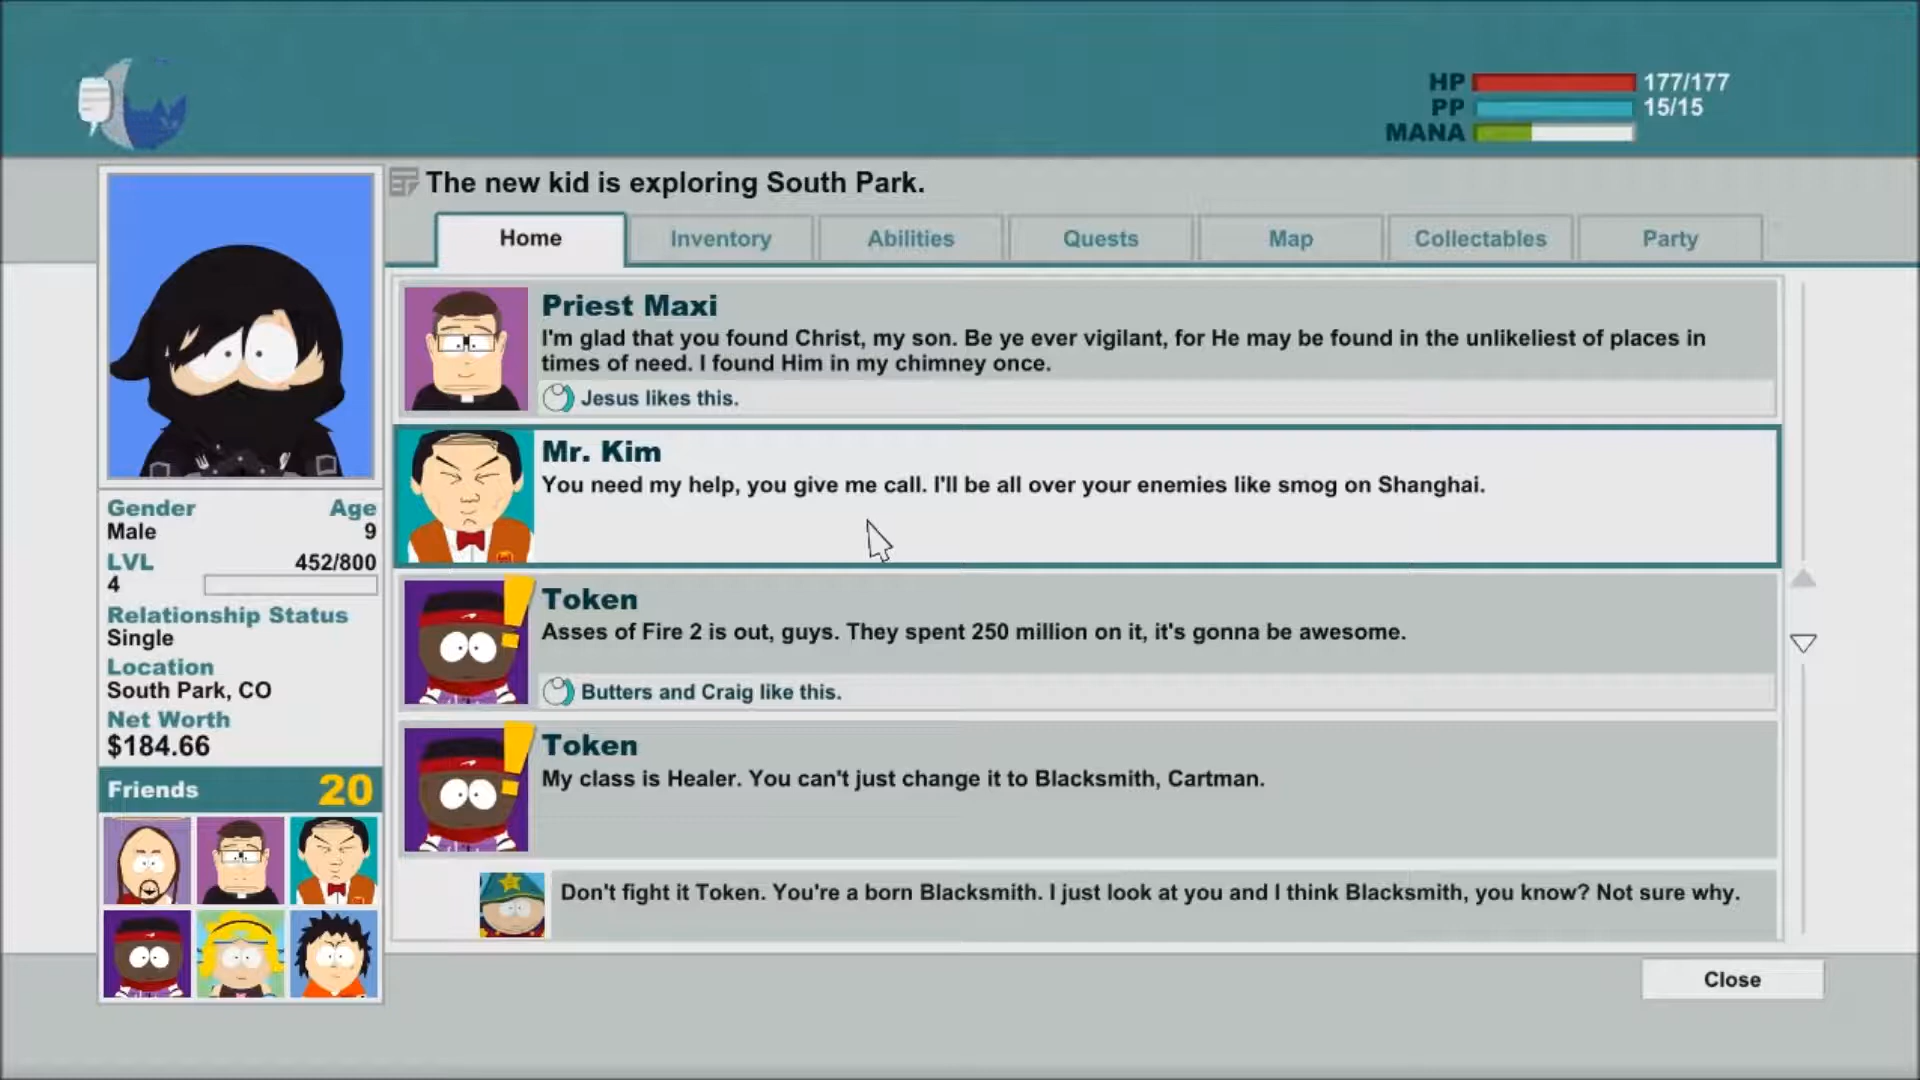 HP 177/177
PP 15/15
MANA
The new kid is exploring South Park.
Home Inventory Abilities Quests Map Collectables Party
Gender Age
Male 9
LVL 452/800
4
Relationship Status
Single
Location
South Park, CO
Net Worth
$184.66
Friends 20
Priest Maxi
I'm glad that you found Christ, my son. Be ye ever vigilant, for He may be found in the unlikeliest of places in
times of need. I found Him in my chimney once.
Jesus likes this.
Mr. Kim
You need my help, you give me call. I'll be all over your enemies like smog on Shanghai.
Token
Asses of Fire 2 is out, guys. They spent 250 million on it, it's gonna be awesome.
Butters and Craig like this.
Token
My class is Healer. You can't just change it to Blacksmith, Cartman.
Don't fight it Token. You're a born Blacksmith. I just look at you and I think Blacksmith, you know? Not sure why.
Close